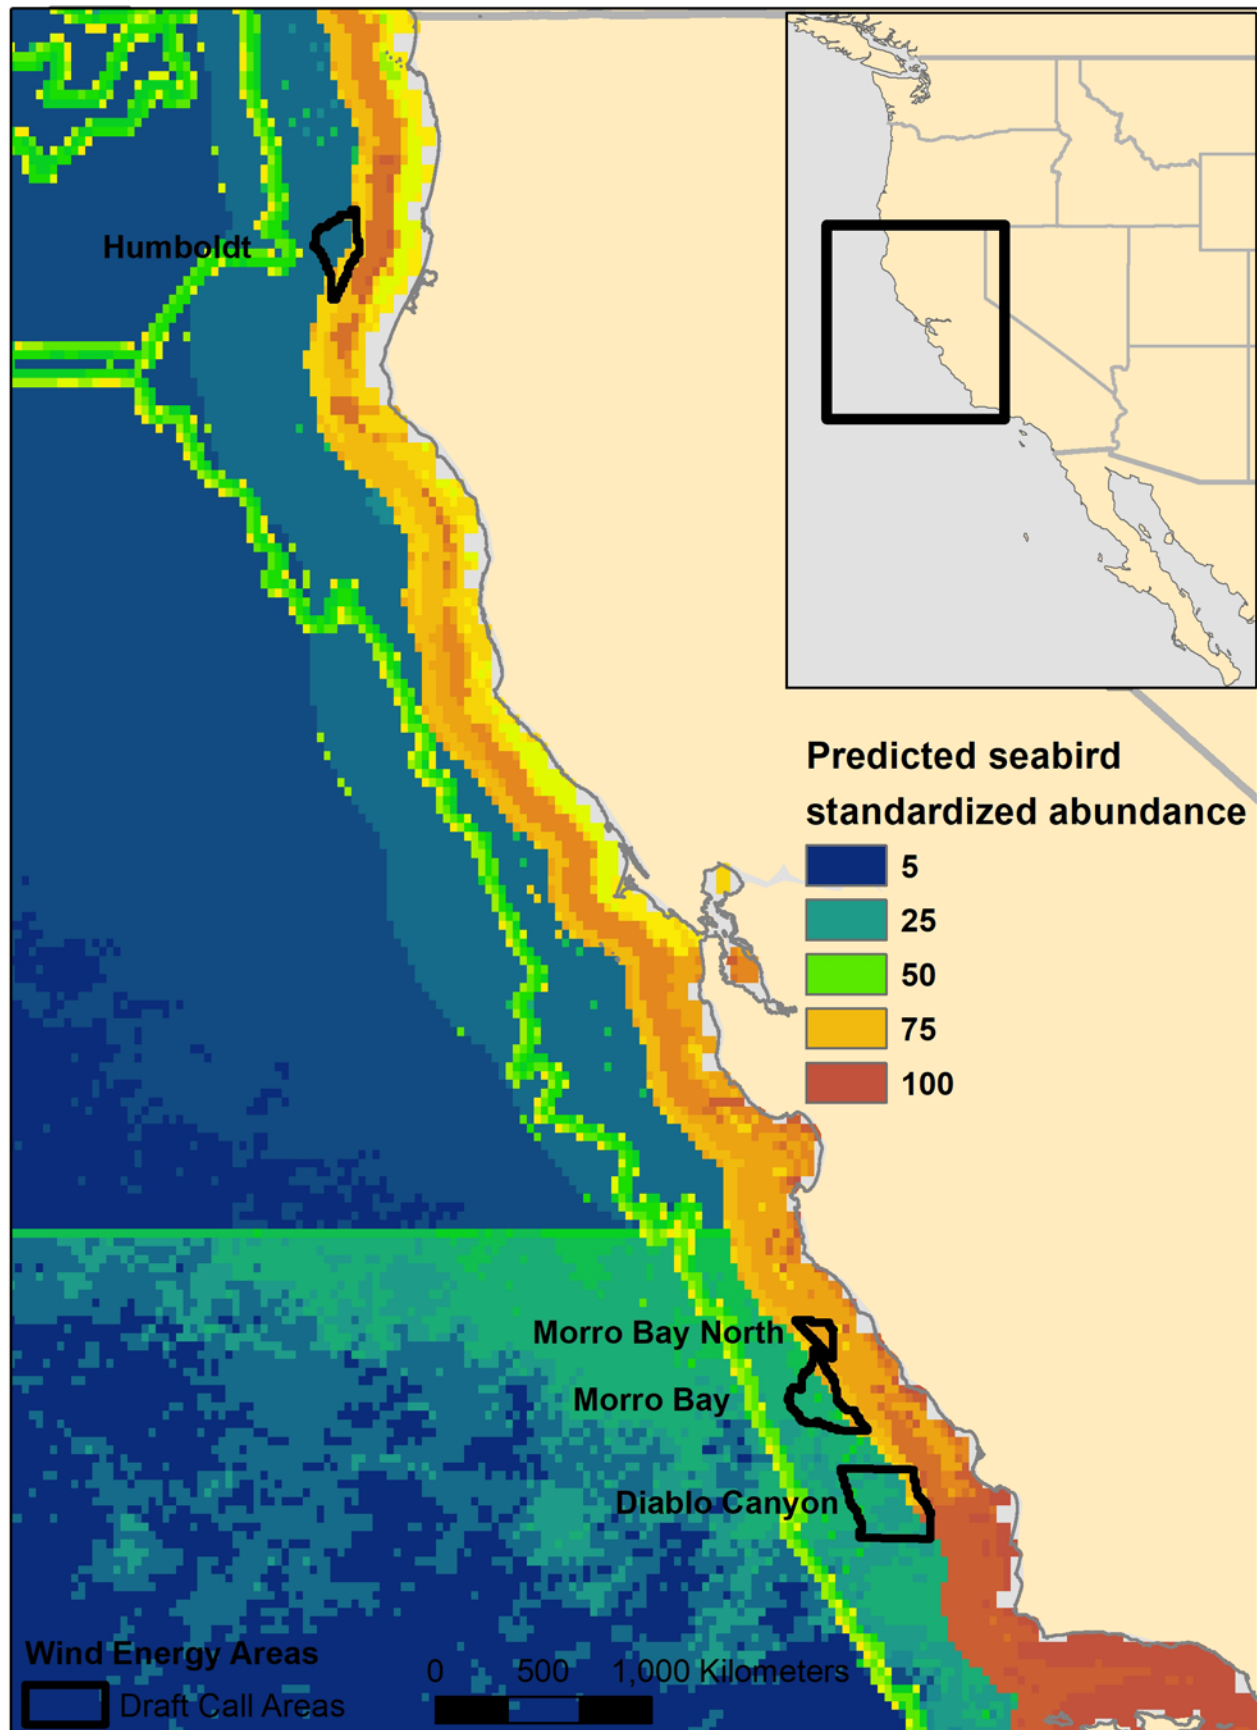 Humboldt
Predicted seabird
standardized abundance
5
25
50
75
100
Morro Bay North
Morro Bay
Diablo Canyon
Wind Energy Areas
Draft Call Areas
0 500 1,000 Kilometers